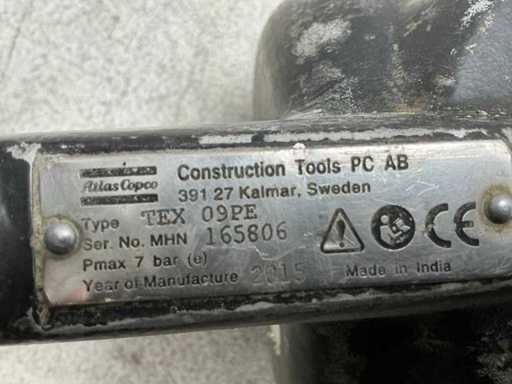 Atlas Copco
Construction Tools PC AB
391 27 Kalmar, Sweden
Type TEX 09PE
Ser. No. MHN 165806
Pmax 7 bar (e)
Year of Manufacture 2015
CE
Made in India